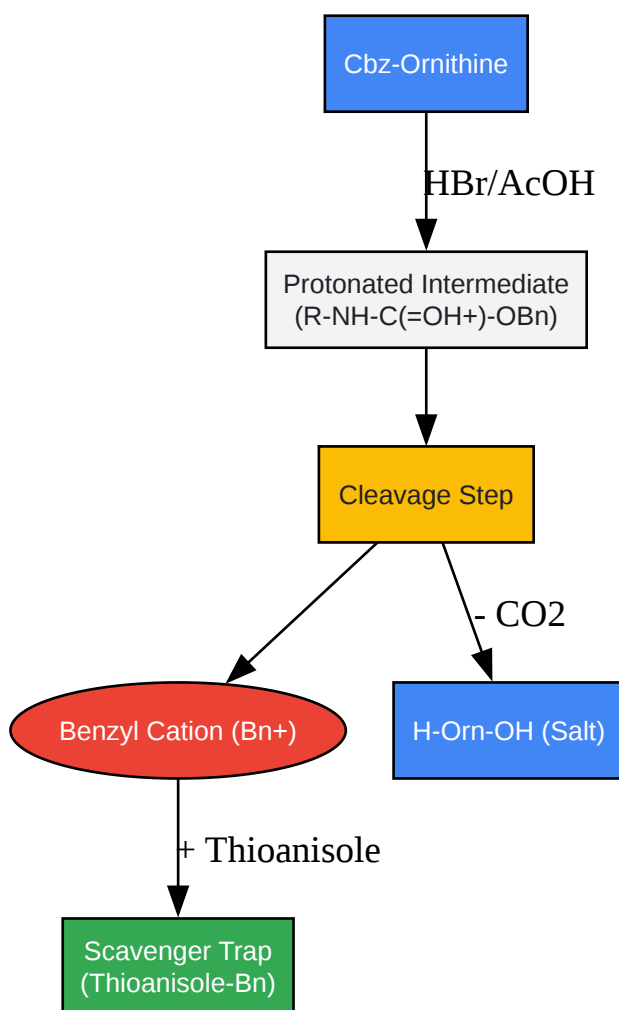 Cbz-Ornithine
HBr/AcOH
Protonated Intermediate
(R-NH-C(=OH+)-OBn)
Cleavage Step
- CO2
Benzyl Cation (Bn+)
H-Orn-OH (Salt)
+ Thioanisole
Scavenger Trap
(Thioanisole-Bn)